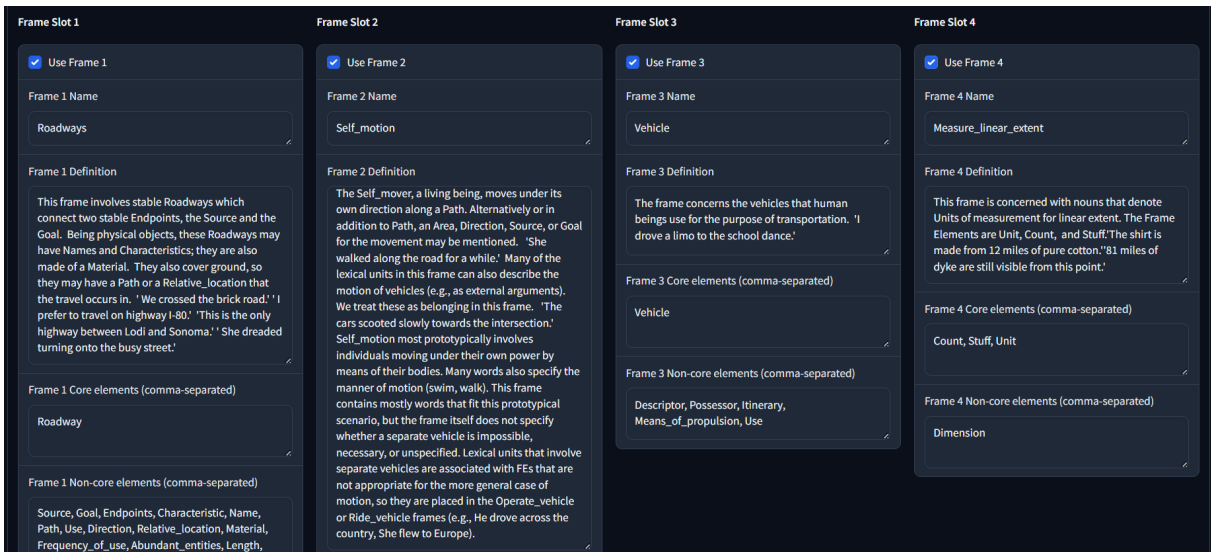 Frame Slot 1
Use Frame 1
Frame 1 Name
Roadways
Frame 1 Definition
This frame involves stable Roadways which
connect two stable Endpoints, the Source and the
Goal.  Being physical objects, these Roadways may
have Names and Characteristics; they are also
made of a Material.  They also cover ground, so
they may have a Path or a Relative_location that
the travel occurs in.  ' We crossed the brick road.' ' I
prefer to travel on highway I-80.'  'This is the only
highway between Lodi and Sonoma.' ' She dreaded
turning onto the busy street.'
Frame 1 Core elements (comma-separated)
Roadway
Frame 1 Non-core elements (comma-separated)
Source, Goal, Endpoints, Characteristic, Name,
Path, Use, Direction, Relative_location, Material,
Frequency_of_use, Abundant_entities, Length,
Frame Slot 2
Use Frame 2
Frame 2 Name
Self_motion
Frame 2 Definition
The Self_mover, a living being, moves under its
own direction along a Path. Alternatively or in
addition to Path, an Area, Direction, Source, or Goal
for the movement may be mentioned.  'She
walked along the road for a while.'  Many of the
lexical units in this frame can also describe the
motion of vehicles (e.g., as external arguments).
We treat these as belonging in this frame.   'The
cars scooted slowly towards the intersection.'
Self_motion most prototypically involves
individuals moving under their own power by
means of their bodies. Many words also specify the
manner of motion (swim, walk). This frame
contains mostly words that fit this prototypical
scenario, but the frame itself does not specify
whether a separate vehicle is impossible,
necessary, or unspecified. Lexical units that involve
separate vehicles are associated with FEs that are
not appropriate for the more general case of
motion, so they are placed in the Operate_vehicle
or Ride_vehicle frames (e.g., He drove across the
country, She flew to Europe).
Frame Slot 3
Use Frame 3
Frame 3 Name
Vehicle
Frame 3 Definition
The frame concerns the vehicles that human
beings use for the purpose of transportation.  'I
drove a limo to the school dance.'
Frame 3 Core elements (comma-separated)
Vehicle
Frame 3 Non-core elements (comma-separated)
Descriptor, Possessor, Itinerary,
Means_of_propulsion, Use
Frame Slot 4
Use Frame 4
Frame 4 Name
Measure_linear_extent
Frame 4 Definition
This frame is concerned with nouns that denote
Units of measurement for linear extent. The Frame
Elements are Unit, Count,  and Stuff.'The shirt is
made from 12 miles of pure cotton.''81 miles of
dyke are still visible from this point.'
Frame 4 Core elements (comma-separated)
Count, Stuff, Unit
Frame 4 Non-core elements (comma-separated)
Dimension